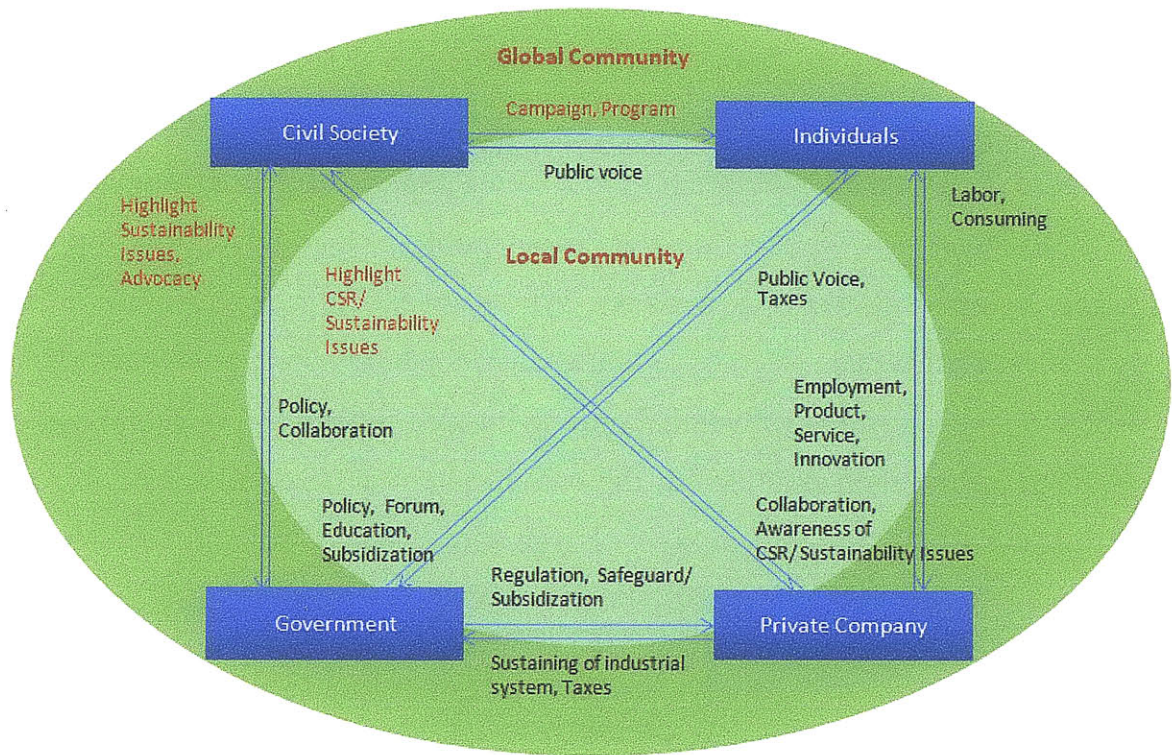 Global Community
Campaign, Program
Civil Society
Individuals
Public voice
Highlight
Sustainability
Issues,
Advocacy
Labor,
Consuming
Local Community
Highlight
CSR/
Sustainability
Issues
Public Voice,
Taxes
Policy,
Collaboration
Employment,
Product,
Service,
Innovation
Policy, Forum,
Education,
Subsidization
Collaboration,
Awareness of
CSR/Sustainability Issues
Regulation, Safeguard/
Subsidization
Government
Private Company
Sustaining of industrial
system, Taxes